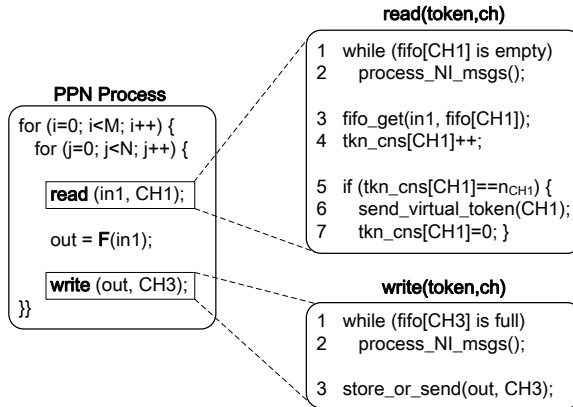 PPN Process
for (i=0; i<M; i++) {
for (j=0; j<N; j++) {
read (in1, CH1);
out = F(in1);
write (out, CH3);
}}
read(token,ch)
1 while (fifo[CH1] is empty)
2 process_NI_msgs();
3 fifo_get(in1, fifo[CH1]);
4 tkn_cns[CH1]++;
5 if (tkn_cns[CH1]==nCH1) {
6 send_virtual_token(CH1);
7 tkn_cns[CH1]=0; }
write(token,ch)
1 while (fifo[CH3] is full)
2 process_NI_msgs();
3 store_or_send(out, CH3);